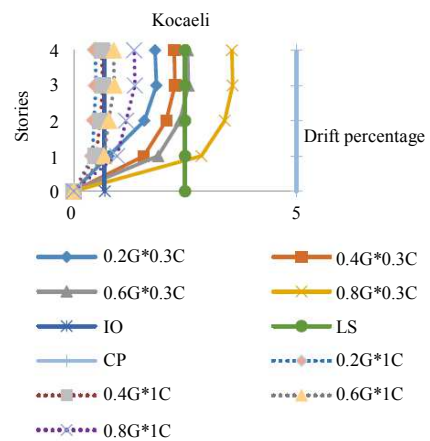 Kocaeli
4
3
2
1
0
Stories
Drift percentage
0
5
0.2G*0.3C
0.4G*0.3C
0.6G*0.3C
0.8G*0.3C
IO
LS
CP
0.2G*1C
0.4G*1C
0.6G*1C
0.8G*1C